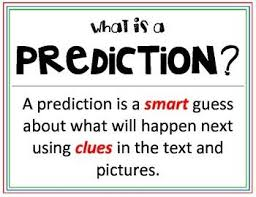 what is a
PREDICTION?
A prediction is a smart guess
about what will happen next
using clues in the text and
pictures.